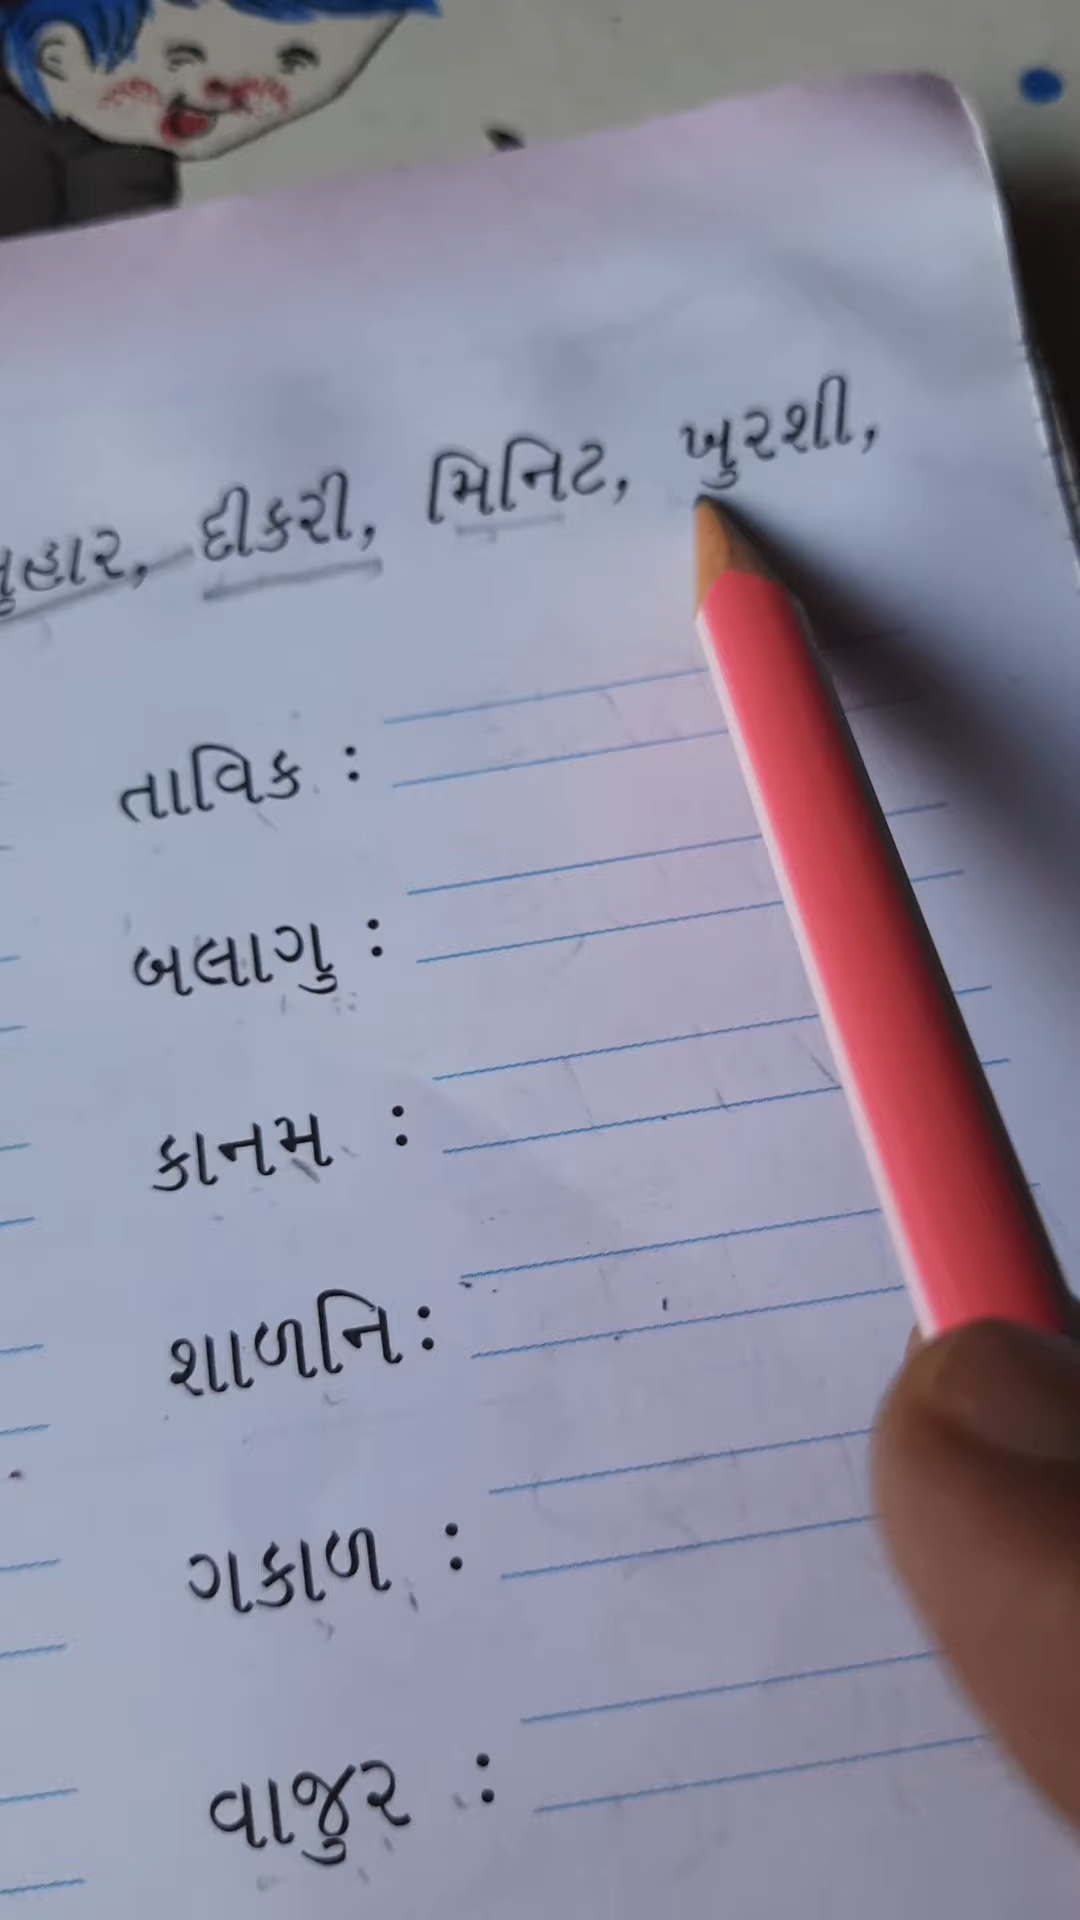 દીકરી, મિનિટ, ખુરશી,
તાવિક :
બલાગુ :
કાનમ :
શાળનિ :
ગકાળ :
વાજુર :